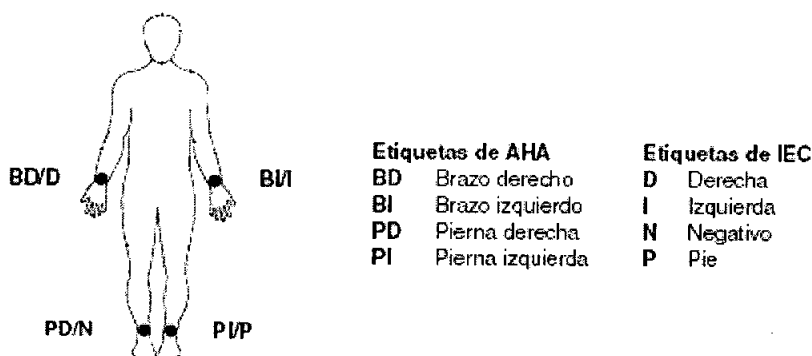 BD/D
BI/I
PD/N
PI/P
Etiquetas de AHA
BD Brazo derecho
BI Brazo izquierdo
PD Pierna derecha
PI Pierna izquierda
Etiquetas de IEC
D Derecha
I Izquierda
N Negativo
P Pie